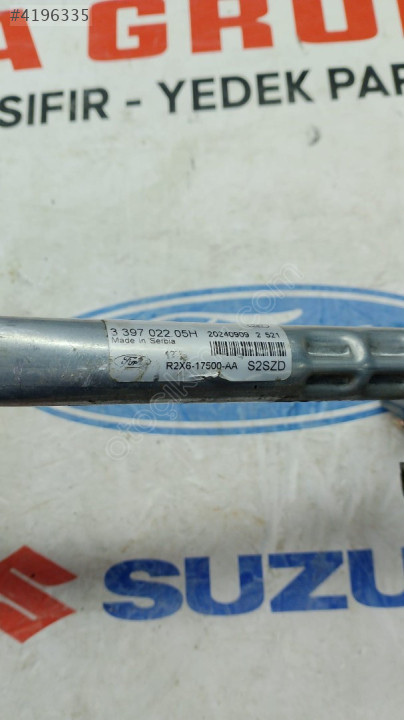 #4196335
A GROU
SIFIR - YEDEK PAR
3 397 022 05H 20240909 2 521
Made in Serbia
R2X6-17500-AA S2SZD
SUZU